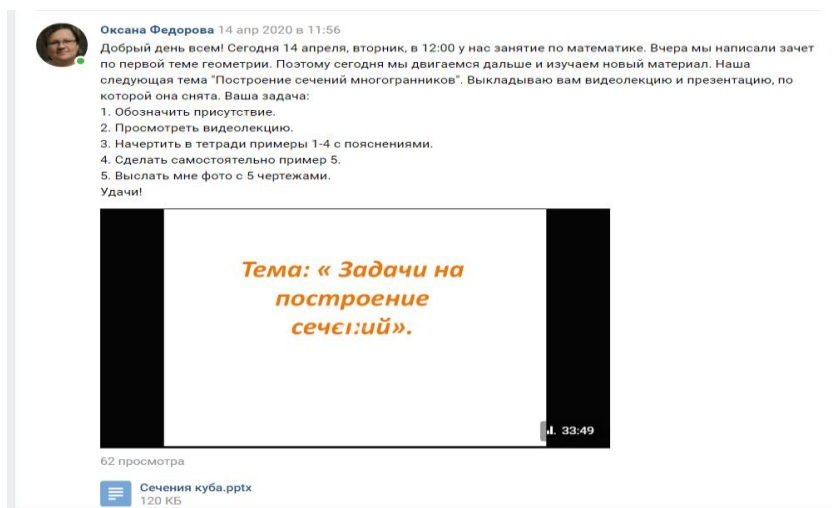 Оксана Федорова 14 апр 2020 в 11:56
Добрый день всем! Сегодня 14 апреля, вторник, в 12:00 у нас занятие по математике. Вчера мы написали зачет
по первой теме геометрии. Поэтому сегодня мы двигаемся дальше и изучаем новый материал. Наша
следующая тема "Построение сечений многогранников". Выкладываю вам видеолекцию и презентацию, по
которой она снята. Ваша задача:
1. Обозначить присутствие.
2. Просмотреть видеолекцию.
3. Начертить в тетради примеры 1-4 с пояснениями.
4. Сделать самостоятельно пример 5.
5. Выслать мне фото с 5 чертежами.
Удачи!
Тема: « Задачи на
построение
сечений».
33:49
62 просмотра
Сечения куба.pptx
120 КБ